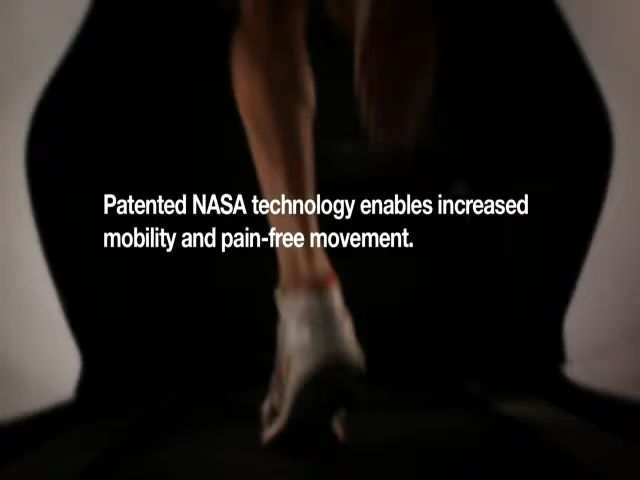 Patented NASA technology enables increased
mobility and pain-free movement.